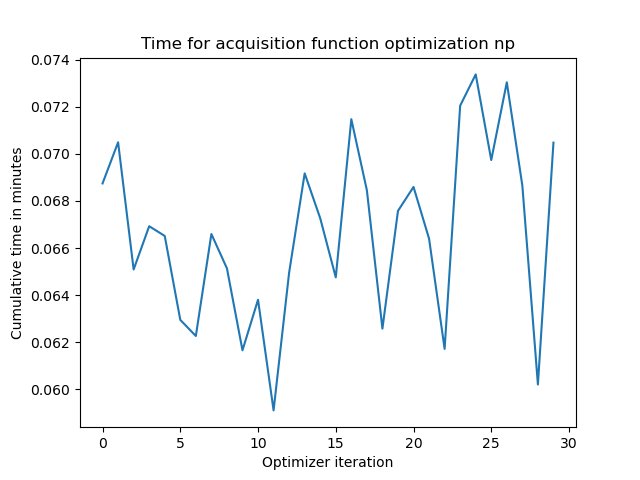 Time for acquisition function optimization np
0.074
0.072
0.070
0.068
0.066
0.064
0.062
0.060
Cumulative time in minutes
0 5 10 15 20 25 30
Optimizer iteration